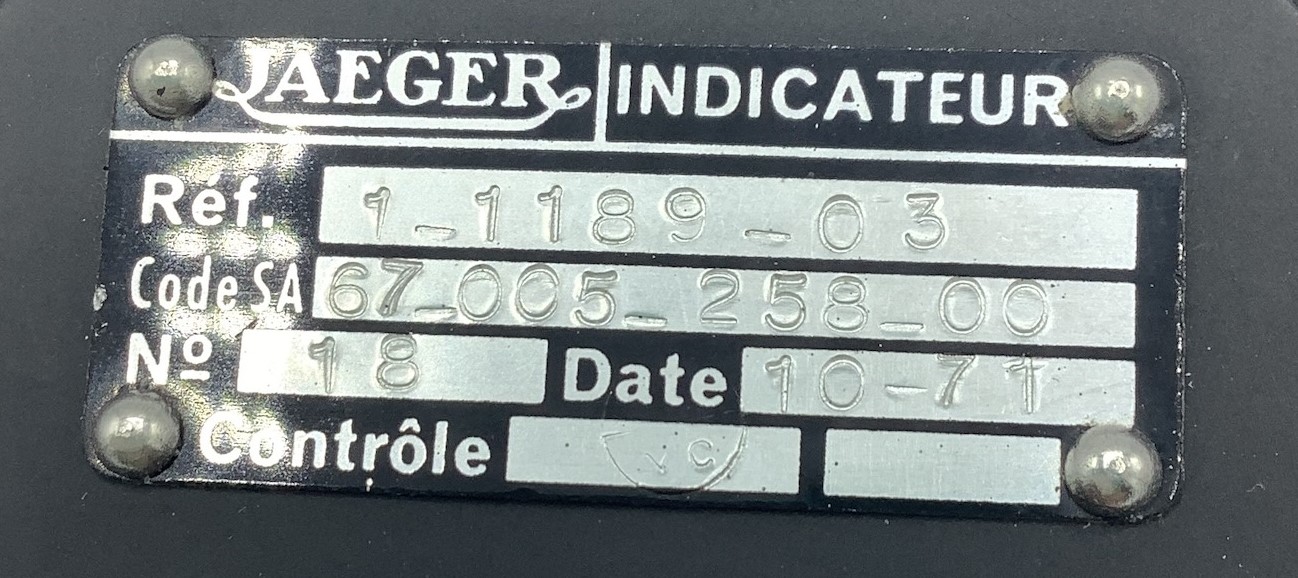 JAEGER INDICATEUR
Réf. 1_1189_03
Code SA 67_005_258_00
Nº 18 Date 10-71
Contrôle